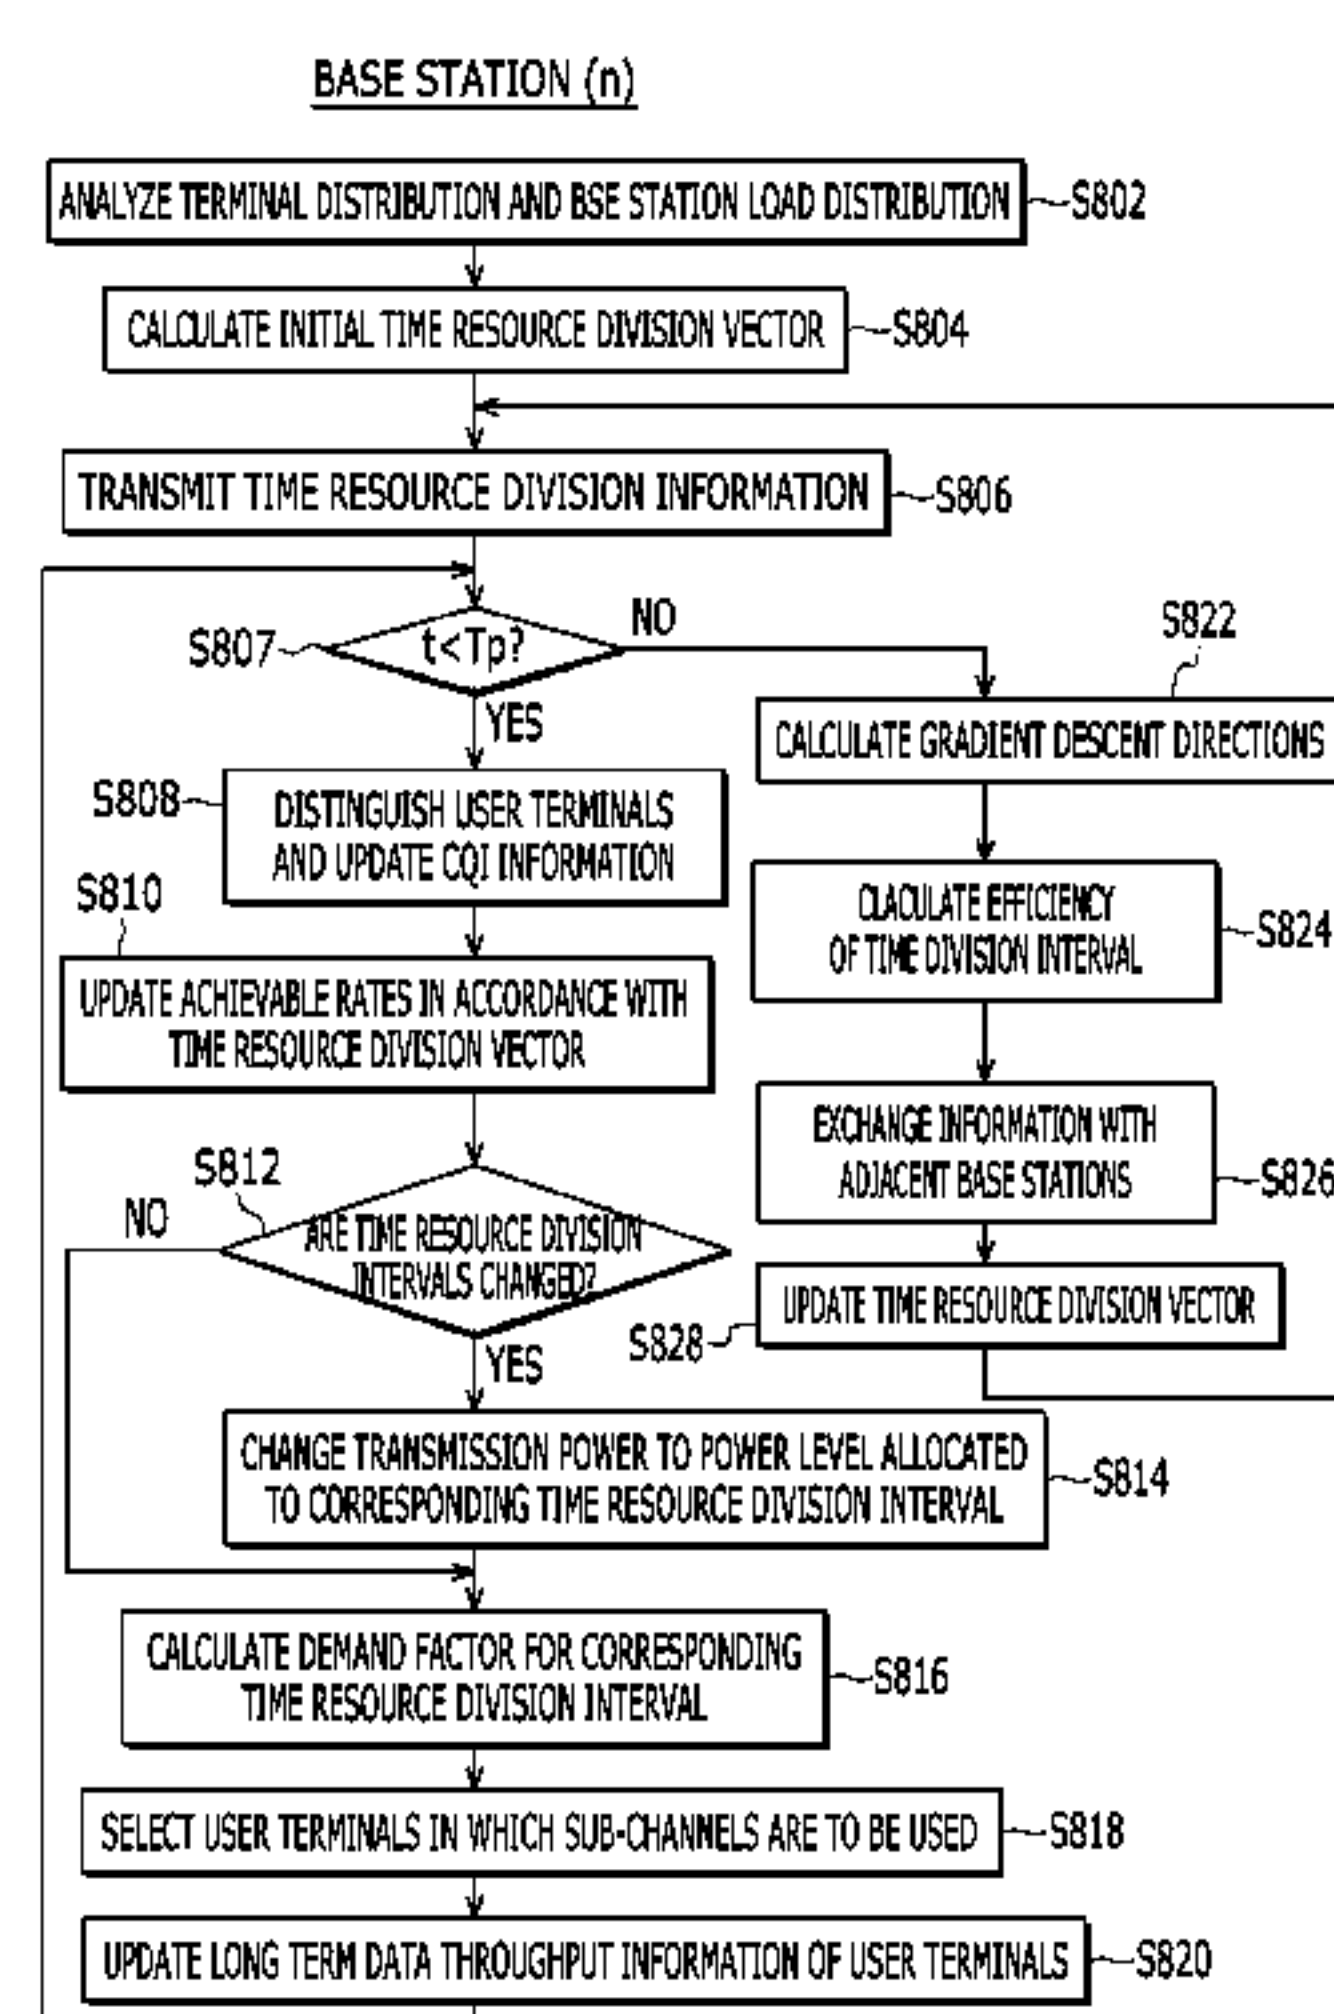 BASE STATION (n)
ANALYZE TERMINAL DISTRIBUTION AND BSE STATION LOAD DISTRIBUTION
S802
CALCULATE INITIAL TIME RESOURCE DIVISION VECTOR
S804
TRANSMIT TIME RESOURCE DIVISION INFORMATION
S806
S807
t<Tp?
NO
YES
S808
DISTINGUISH USER TERMINALS
AND UPDATE CQI INFORMATION
S810
UPDATE ACHIEVABLE RATES IN ACCORDANCE WITH
TIME RESOURCE DIVISION VECTOR
S812
NO
ARE TIME RESOURCE DIVISION
INTERVALS CHANGED?
YES
CHANGE TRANSMISSION POWER TO POWER LEVEL ALLOCATED
TO CORRESPONDING TIME RESOURCE DIVISION INTERVAL
S814
CALCULATE DEMAND FACTOR FOR CORRESPONDING
TIME RESOURCE DIVISION INTERVAL
S816
SELECT USER TERMINALS IN WHICH SUB-CHANNELS ARE TO BE USED
S818
UPDATE LONG TERM DATA THROUGHPUT INFORMATION OF USER TERMINALS
S820
S822
CALCULATE GRADIENT DESCENT DIRECTIONS
CLACULATE EFFICIENCY
OF TIME DIVISION INTERVAL
S824
EXCHANGE INFORMATION WITH
ADJACENT BASE STATIONS
S826
UPDATE TIME RESOURCE DIVISION VECTOR
S828